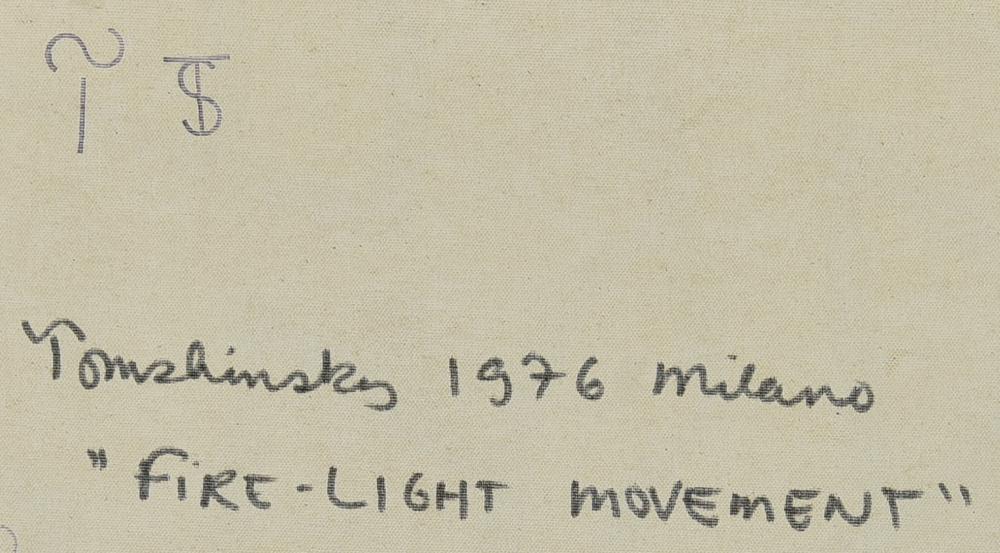 T $
Tomshinsky 1976 milano
"FiRE-LIGHT MOVEMENT"